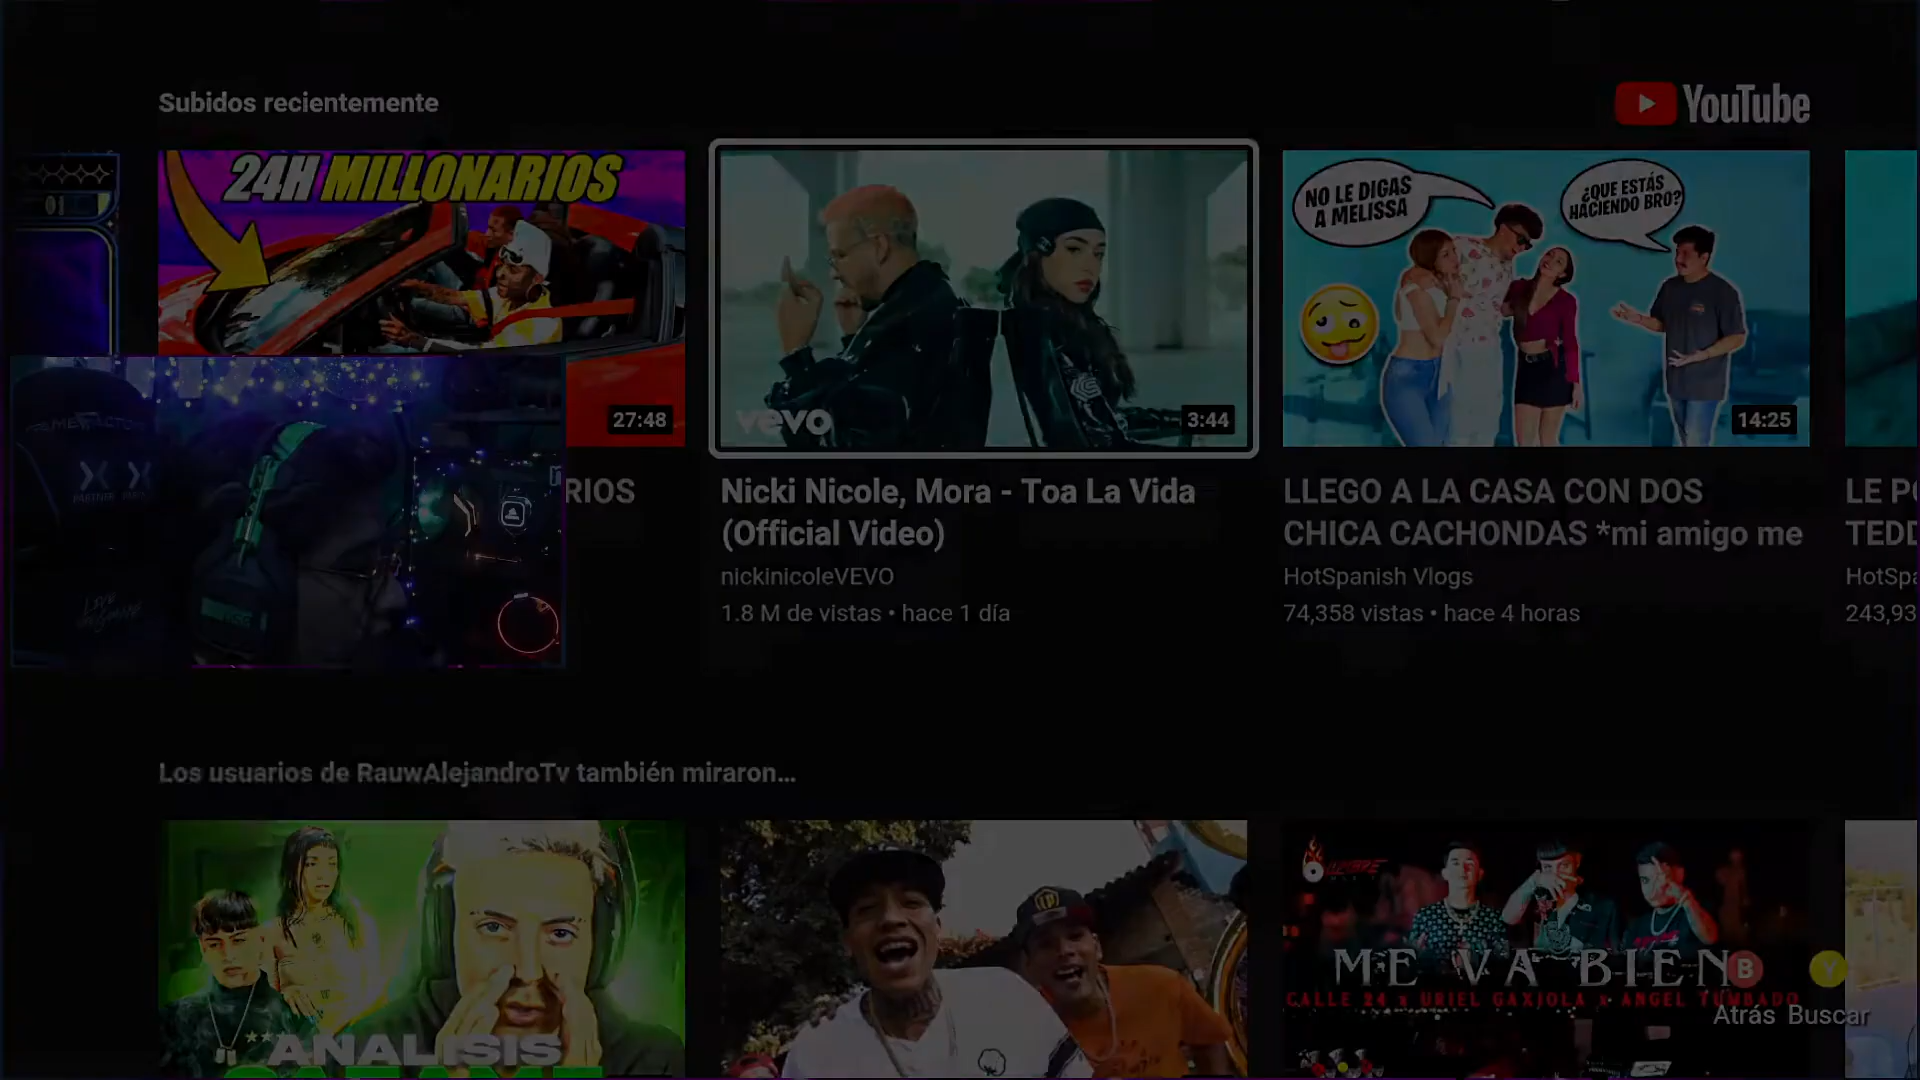 Subidos recientemente
YouTube
01
24H MILLONARIOS
27:48
RIOS
vevo
3:44
Nicki Nicole, Mora - Toa La Vida
(Official Video)
nickinicoleVEVO
1.8 M de vistas • hace 1 día
NO LE DIGAS
A MELISSA
¿QUE ESTÁS
HACIENDO BRO?
14:25
LLEGO A LA CASA CON DOS
CHICA CACHONDAS *mi amigo me
HotSpanish Vlogs
74,358 vistas • hace 4 horas
LE P
TEDD
HotSpa
243,93
PARTNER
Los usuarios de RauwAlejandroTv también miraron...
ANALISIS
ME VA BIEN
CALLE 24 x URIEL GAXIOLA x ANGEL TUMBADO
B
Y
Atrás Buscar